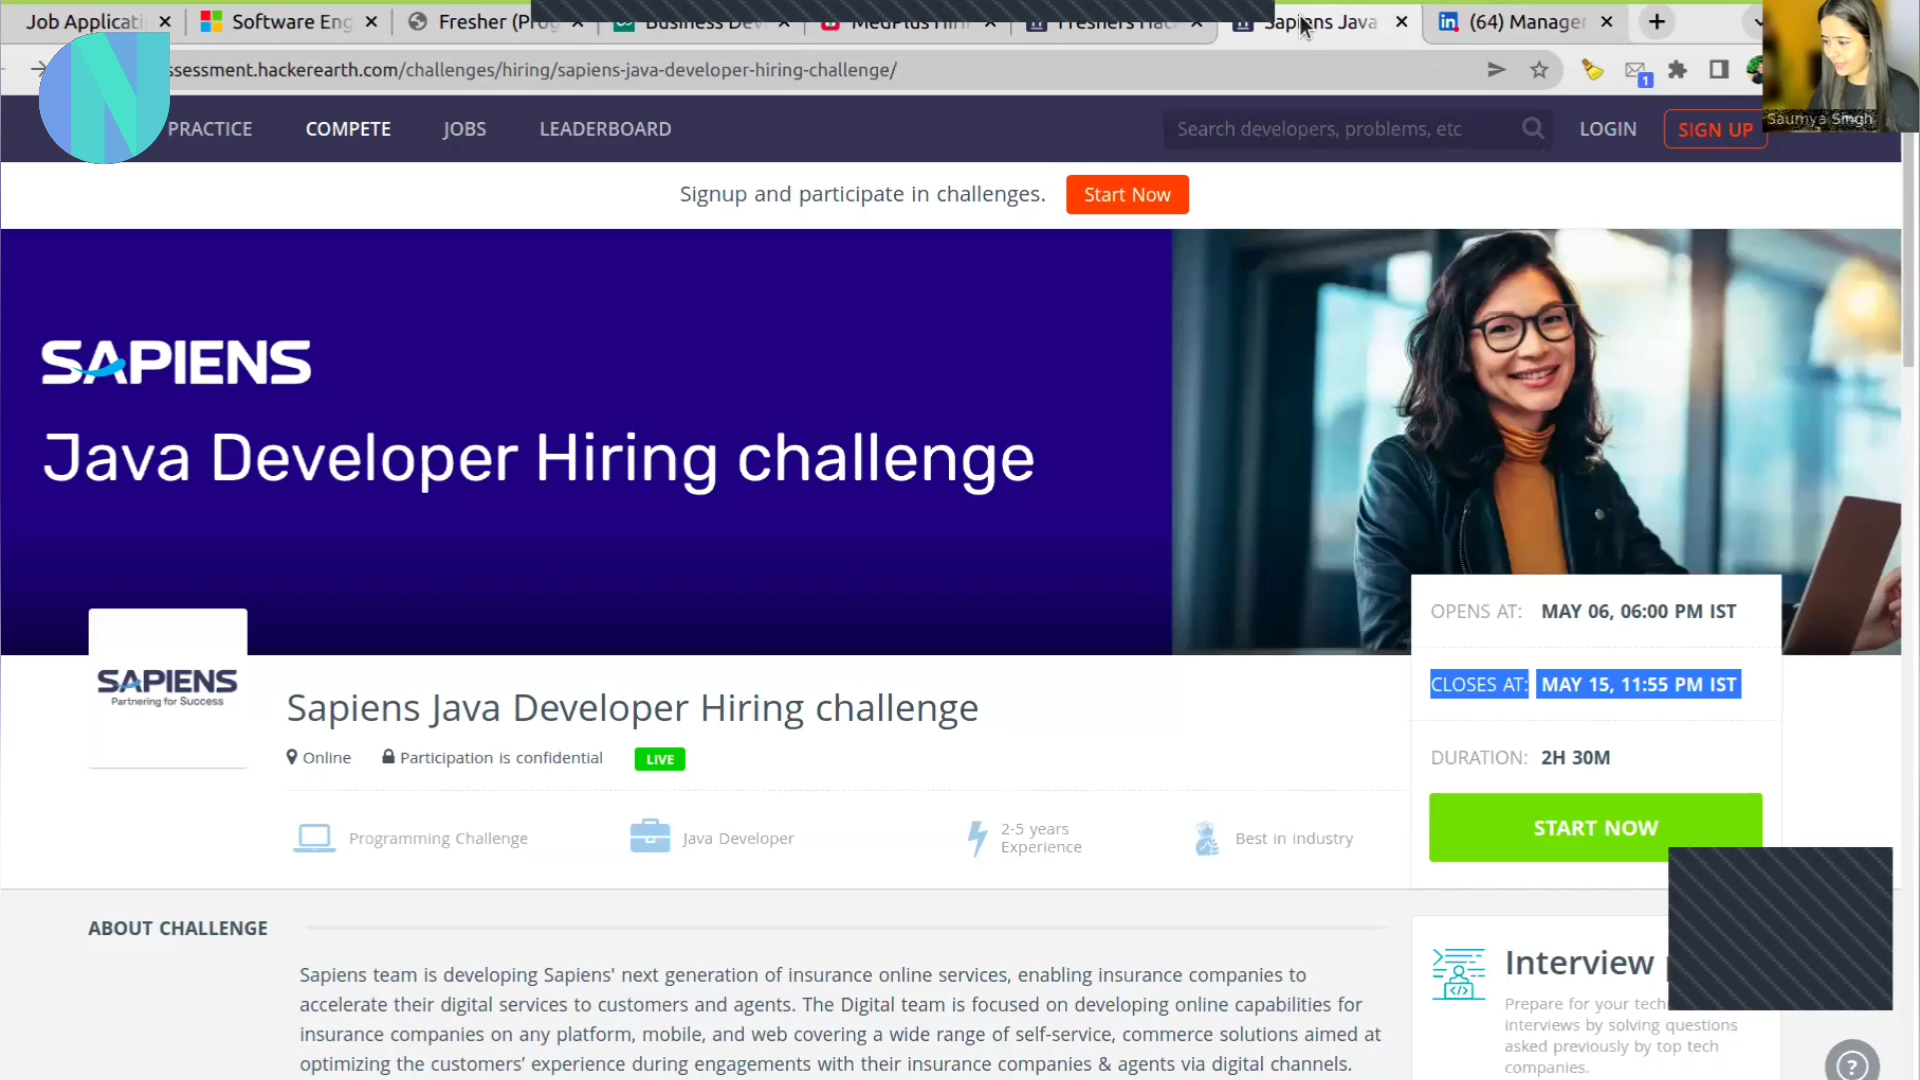 Job Applicati
Software Eng
Fresher (Prog
Business Dev
MedPlus Hiri
Freshers Hac
Sapiens Java
(64) Manager
ssessment.hackerearth.com/challenges/hiring/sapiens-java-developer-hiring-challenge/
1
Saumya Singh
N
PRACTICE
COMPETE
JOBS
LEADERBOARD
Search developers, problems, etc
LOGIN
SIGN UP
Signup and participate in challenges.
Start Now
SAPIENS
Java Developer Hiring challenge
OPENS AT: MAY 06, 06:00 PM IST
CLOSES AT: MAY 15, 11:55 PM IST
DURATION: 2H 30M
START NOW
SAPIENS
Partnering for Success
Sapiens Java Developer Hiring challenge
Online
Participation is confidential
LIVE
Programming Challenge
Java Developer
2-5 years
Experience
Best in industry
ABOUT CHALLENGE
Sapiens team is developing Sapiens' next generation of insurance online services, enabling insurance companies to
accelerate their digital services to customers and agents. The Digital team is focused on developing online capabilities for
insurance companies on any platform, mobile, and web covering a wide range of self-service, commerce solutions aimed at
optimizing the customers’ experience during engagements with their insurance companies & agents via digital channels.
Interview
Prepare for your tech
interviews by solving questions
asked previously by top tech
companies.
?